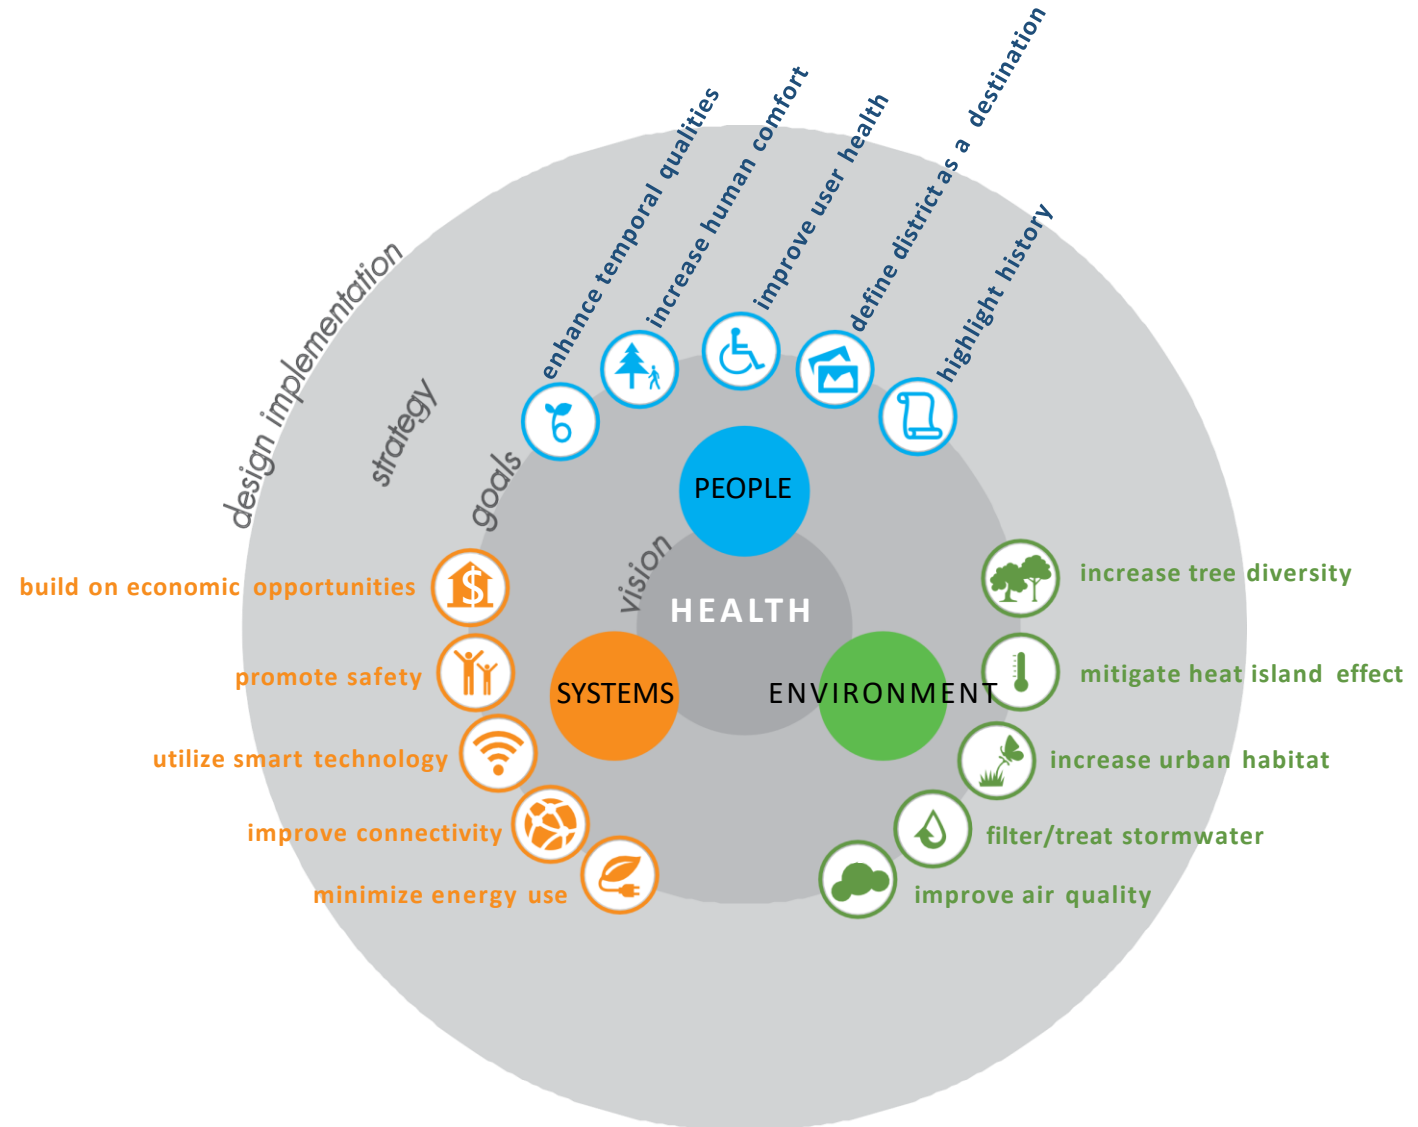 enhance temporal qualities
increase human comfort
improve user health
define district as a destination
highlight history
design implementation
strategy
goals
vision
PEOPLE
HEALTH
SYSTEMS
ENVIRONMENT
build on economic opportunities
promote safety
utilize smart technology
improve connectivity
minimize energy use
increase tree diversity
mitigate heat island effect
increase urban habitat
filter/treat stormwater
improve air quality
$